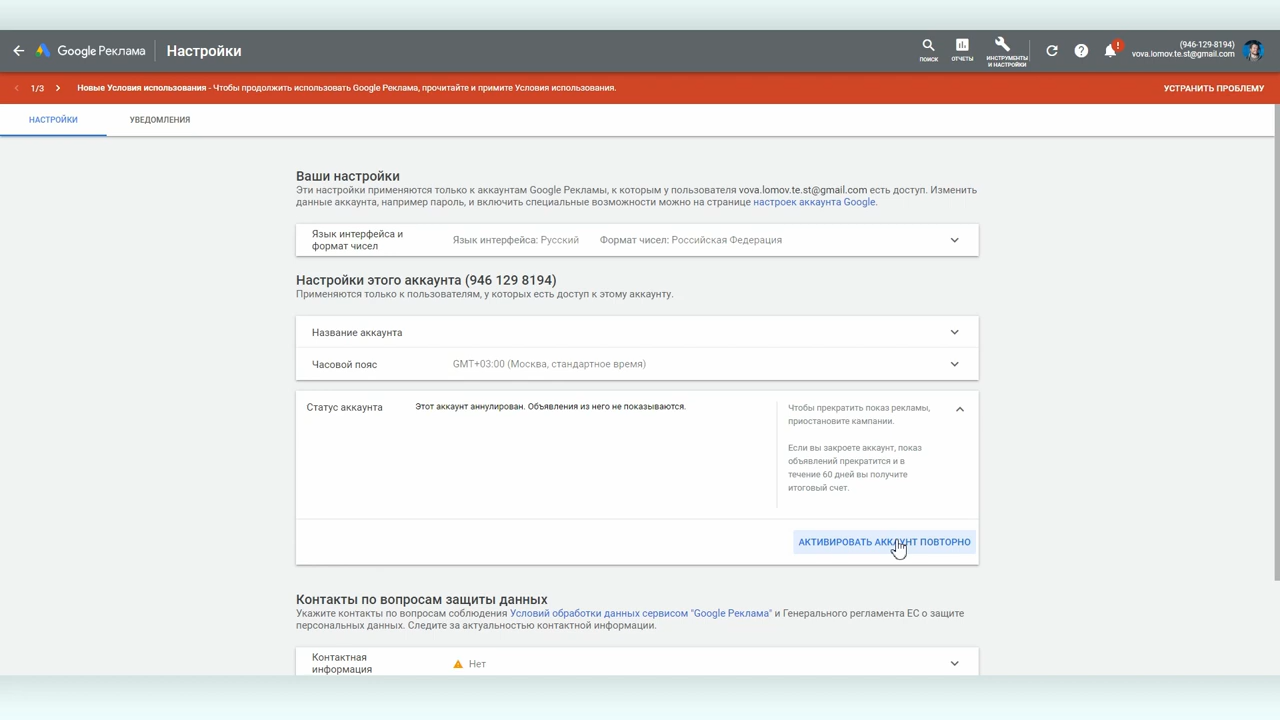 Google Реклама
Настройки
ПОИСК
ОТЧЕТЫ
ИНСТРУМЕНТЫ
И НАСТРОЙКИ
!
(946-129-8194)
vova.lomov.te.st@gmail.com
1/3
Новые Условия использования - Чтобы продолжить использовать Google Реклама, прочитайте и примите Условия использования.
УСТРАНИТЬ ПРОБЛЕМУ
НАСТРОЙКИ
УВЕДОМЛЕНИЯ
Ваши настройки
Эти настройки применяются только к аккаунтам Google Рекламы, к которым у пользователя vova.lomov.te.st@gmail.com есть доступ. Изменить
данные аккаунта, например пароль, и включить специальные возможности можно на странице настроек аккаунта Google.
Язык интерфейса и
формат чисел
Язык интерфейса: Русский
Формат чисел: Российская Федерация
Настройки этого аккаунта (946 129 8194)
Применяются только к пользователям, у которых есть доступ к этому аккаунту.
Название аккаунта
Часовой пояс
GMT+03:00 (Москва, стандартное время)
Статус аккаунта
Этот аккаунт аннулирован. Объявления из него не показываются.
Чтобы прекратить показ рекламы,
приостановите кампании.
Если вы закроете аккаунт, показ
объявлений прекратится и в
течение 60 дней вы получите
итоговый счет.
АКТИВИРОВАТЬ АККАУНТ ПОВТОРНО
Контакты по вопросам защиты данных
Укажите контакты по вопросам соблюдения Условий обработки данных сервисом "Google Реклама" и Генерального регламента ЕС о защите
персональных данных. Следите за актуальностью контактной информации.
Контактная
информация
Нет